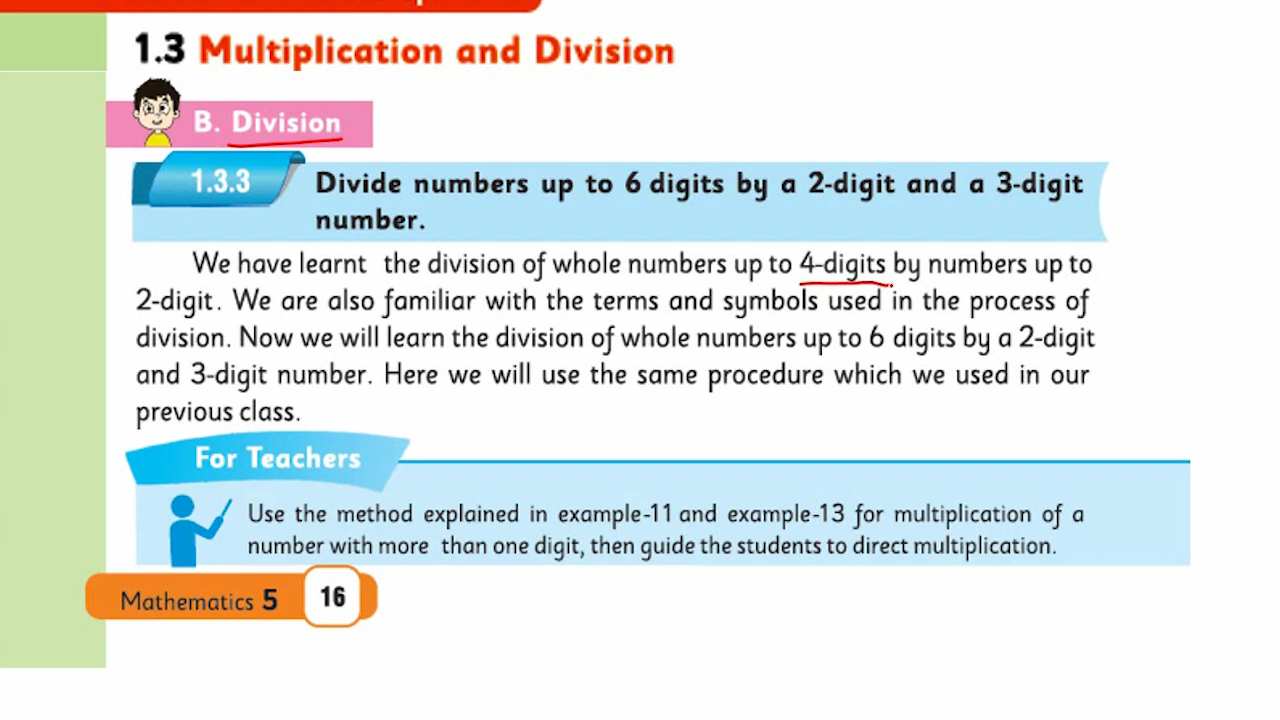 1.3 Multiplication and Division
B. Division
1.3.3 Divide numbers up to 6 digits by a 2-digit and a 3-digit
number.
We have learnt the division of whole numbers up to 4-digits by numbers up to
2-digit. We are also familiar with the terms and symbols used in the process of
division. Now we will learn the division of whole numbers up to 6 digits by a 2-digit
and 3-digit number. Here we will use the same procedure which we used in our
previous class.
For Teachers
Use the method explained in example-11 and example-13 for multiplication of a
number with more than one digit, then guide the students to direct multiplication.
Mathematics 5 16